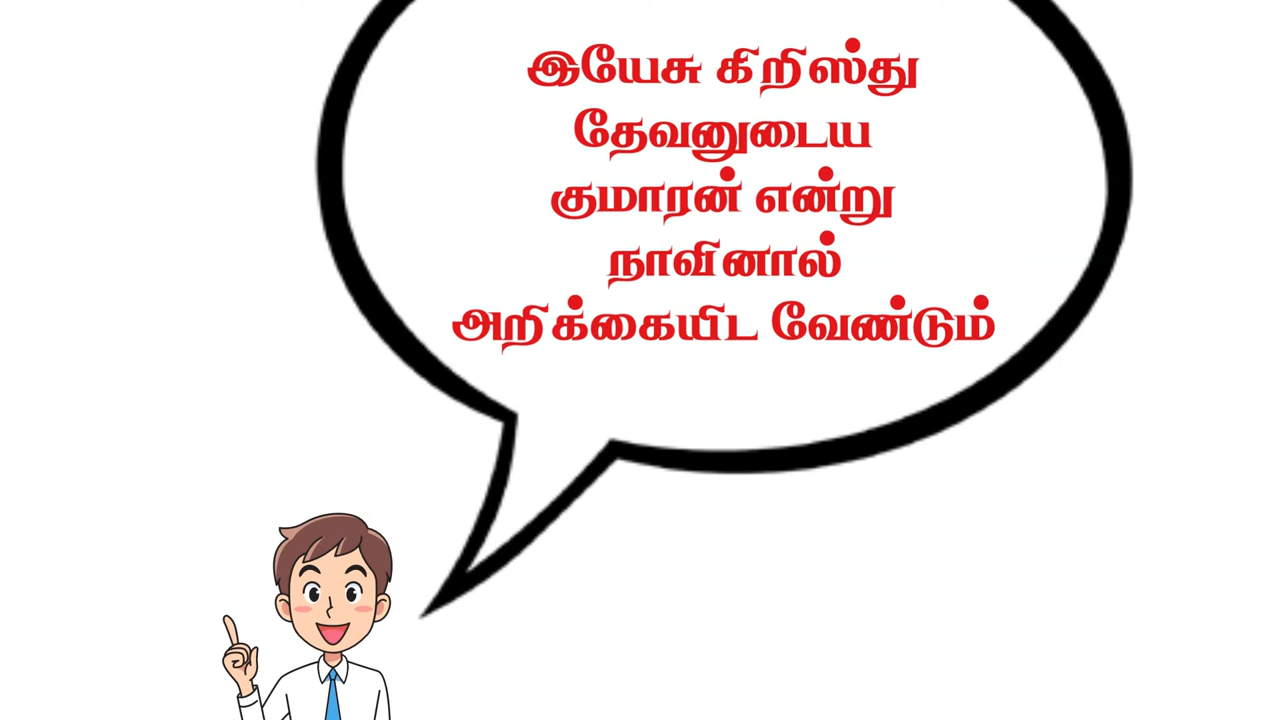 இயேசு கிறிஸ்து
தேவனுடைய
குமாரன் என்று
நாவினால்
அறிக்கையிட வேண்டும்